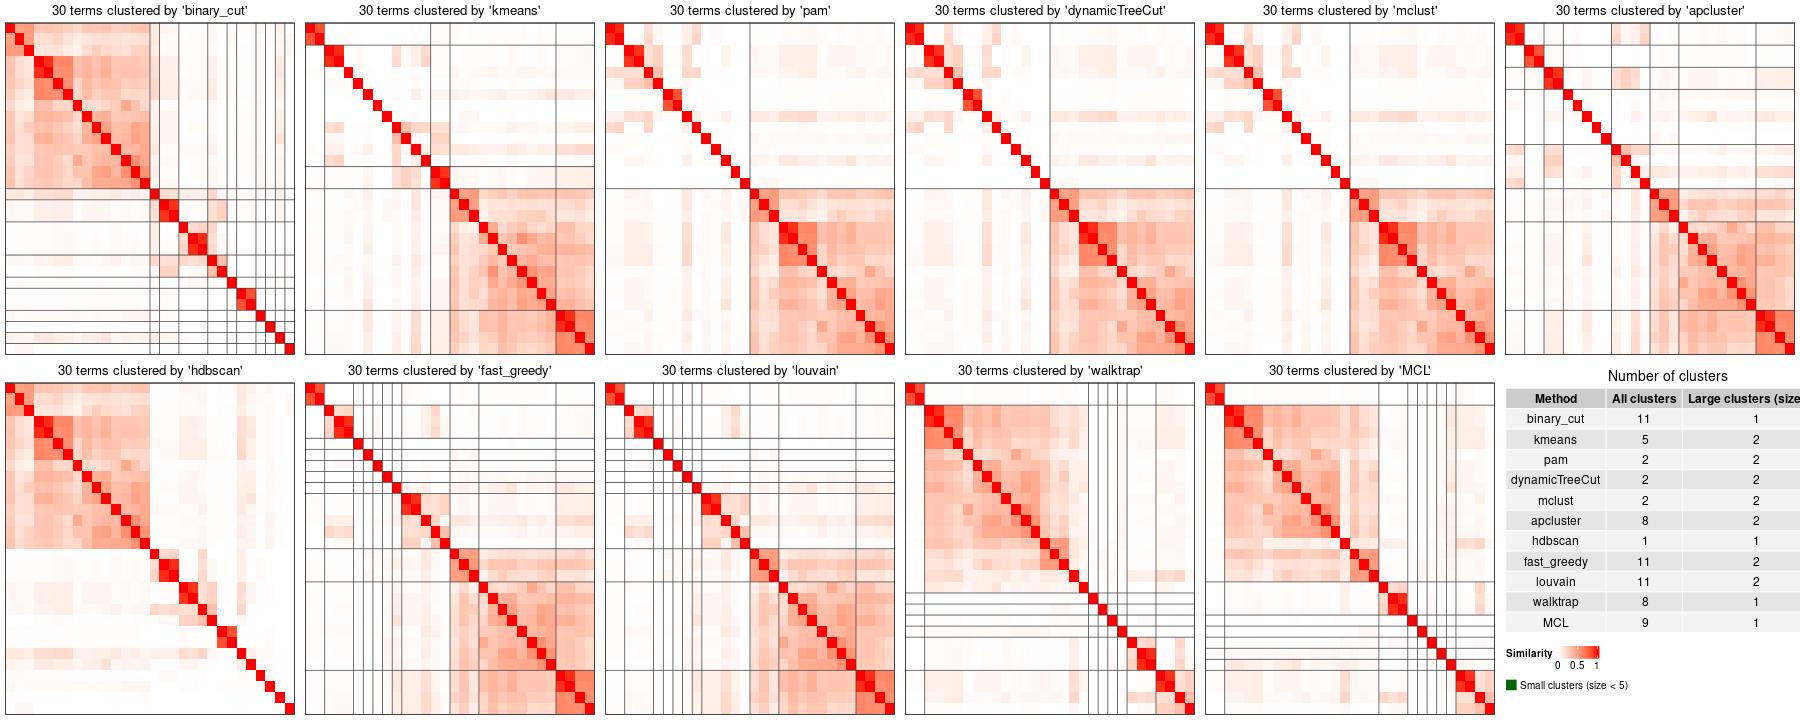 30 terms clustered by 'binary_cut'
30 terms clustered by 'kmeans'
30 terms clustered by 'pam'
30 terms clustered by 'dynamicTreeCut'
30 terms clustered by 'mclust'
30 terms clustered by 'apcluster'
30 terms clustered by 'hdbscan'
30 terms clustered by 'fast_greedy'
30 terms clustered by 'louvain'
30 terms clustered by 'walktrap'
30 terms clustered by 'MCL'
Number of clusters
Method All clusters Large clusters (size
binary_cut 11 1
kmeans 5 2
pam 2 2
dynamicTreeCut 2 2
mclust 2 2
apcluster 8 2
hdbscan 1 1
fast_greedy 11 2
louvain 11 2
walktrap 8 1
MCL 9 1
Similarity
0 0.5 1
Small clusters (size < 5)